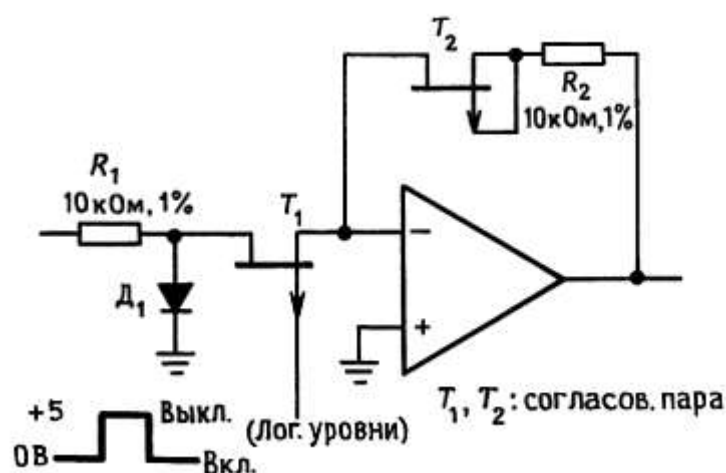 T₂
R₂
10кОм,1%
R₁
10кОм, 1%
T₁
Д₁
−
+
T₁, T₂: согласов. пара
(Лог. уровни)
+5
Выкл.
0В
Вкл.